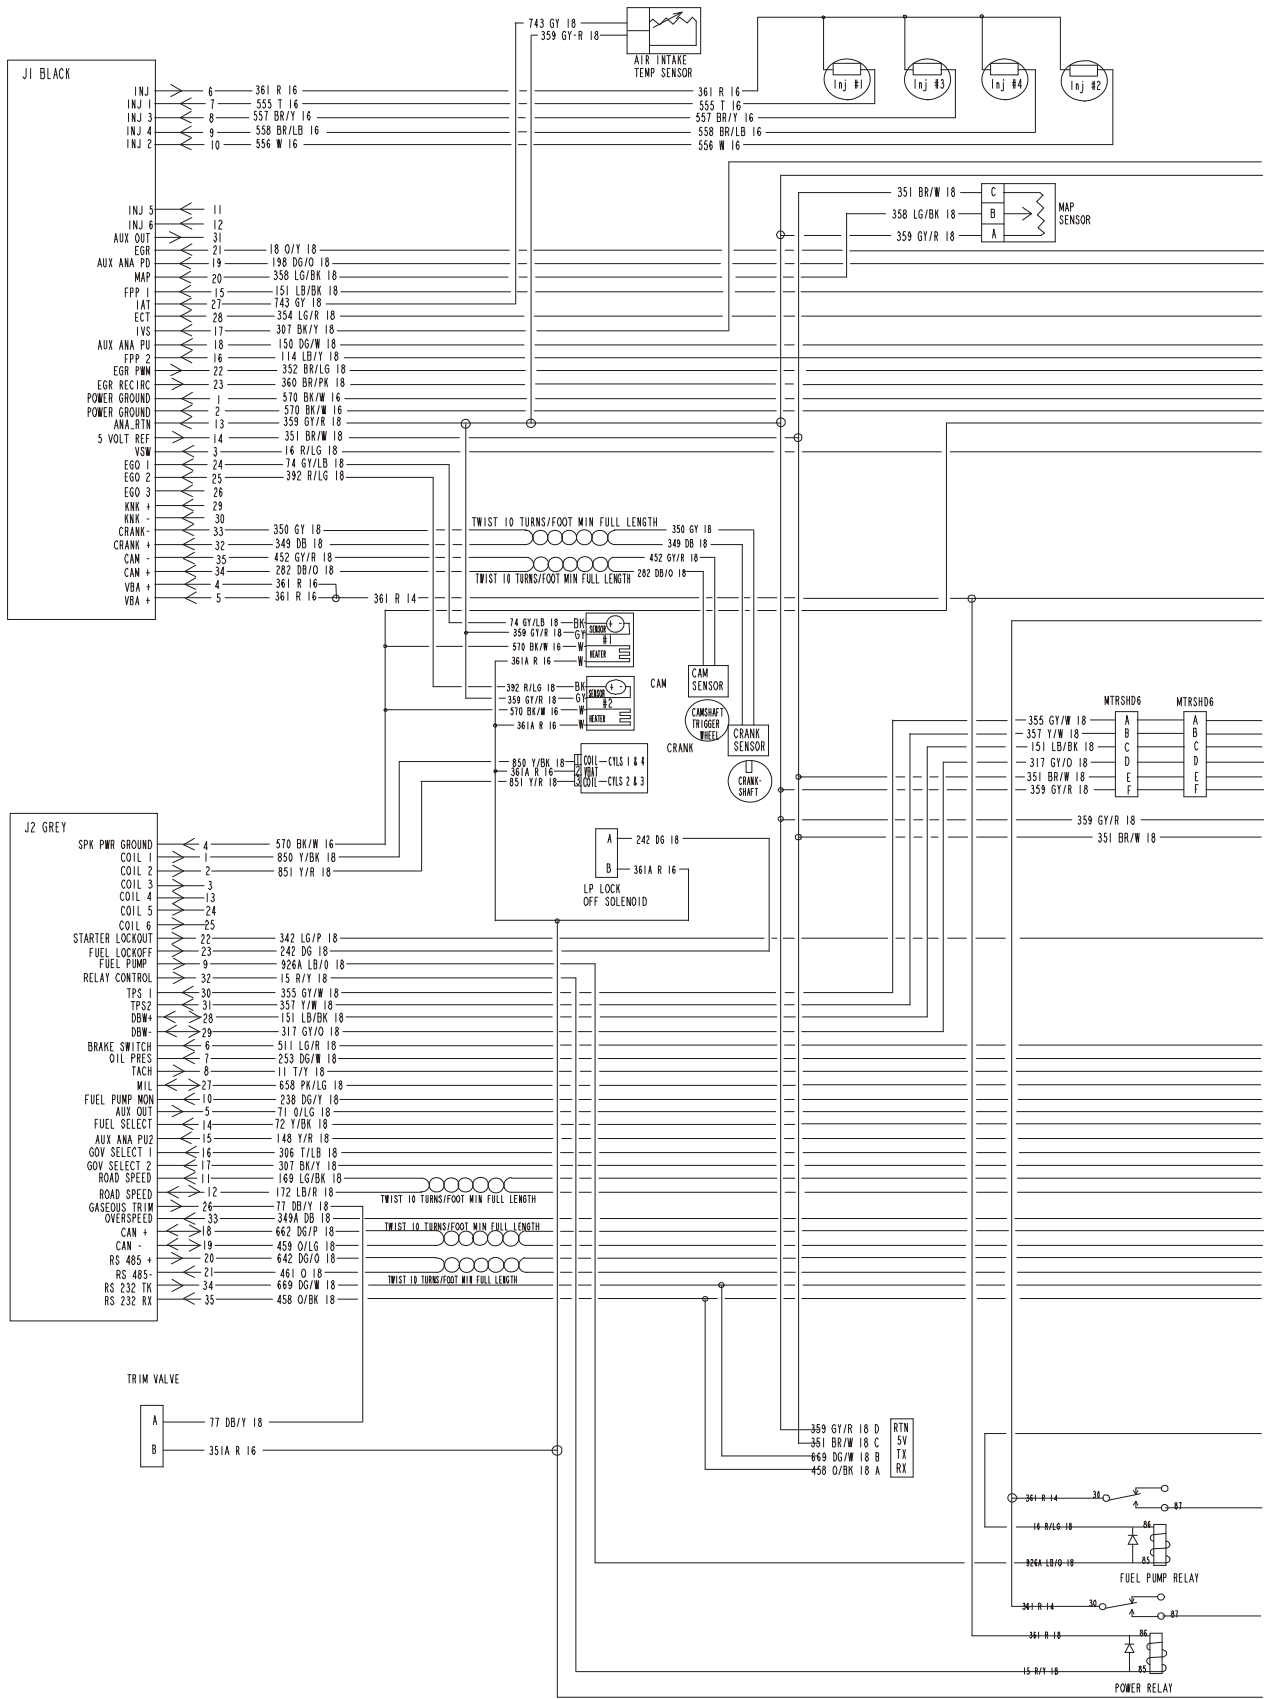 743 GY 18
359 GY-R 18
AIR INTAKE
TEMP SENSOR
Inj #1
Inj #3
Inj #4
Inj #2
J1 BLACK
INJ 6 361 R 16 361 R 16
INJ 1 7 555 T 16 555 T 16
INJ 3 8 557 BR/Y 16 557 BR/Y 16
INJ 4 9 558 BR/LB 16 558 BR/LB 16
INJ 2 10 556 W 16 556 W 16
INJ 5 11
INJ 6 12
AUX OUT 31
EGR 21 18 O/Y 18
AUX ANA PD 19 198 DG/O 18
MAP 20 358 LG/BK 18
FPP 1 15 151 LB/BK 18
IAT 27 743 GY 18
ECT 28 354 LG/R 18
IVS 17 307 BK/Y 18
AUX ANA PU 18 150 DG/W 18
FPP 2 16 114 LB/Y 18
EGR PWM 22 352 BR/LG 18
EGR RECIRC 23 360 BR/PK 18
POWER GROUND 1 570 BK/W 16
POWER GROUND 2 570 BK/W 16
ANA_RTN 13 359 GY/R 18
5 VOLT REF 14 351 BR/W 18
VSW 3 16 R/LG 18
EGO 1 24 74 GY/LB 18
EGO 2 25 392 R/LG 18
EGO 3 26
KNK + 29
KNK - 30
CRANK- 33 350 GY 18
CRANK + 32 349 DB 18
CAM - 35 452 GY/R 18
CAM + 34 282 DB/O 18
VBA + 4 361 R 16
VBA + 5 361 R 16 361 R 14
351 BR/W 18 C
358 LG/BK 18 B
359 GY/R 18 A
MAP
SENSOR
TWIST 10 TURNS/FOOT MIN FULL LENGTH
350 GY 18
349 DB 18
452 GY/R 18
282 DB/O 18
TWIST 10 TURNS/FOOT MIN FULL LENGTH
74 GY/LB 18 BK
359 GY/R 18 GY
570 BK/W 16 W
361A R 16 W
+ -
SENSOR
#1
HEATER
392 R/LG 18 BK
359 GY/R 18 GY
570 BK/W 16 W
361A R 16 W
+ -
SENSOR
#2
HEATER
CAM
CAM
SENSOR
CAMSHAFT
TRIGGER
WHEEL
CRANK
CRANK
SENSOR
CRANK-
SHAFT
850 Y/BK 18 1 COIL CYLS 1 & 4
361A R 16 2 VBAT
851 Y/R 18 3 COIL CYLS 2 & 3
MTRSHD6 MTRSHD6
355 GY/W 18 A A
357 Y/W 18 B B
151 LB/BK 18 C C
317 GY/O 18 D D
351 BR/W 18 E E
359 GY/R 18 F F
359 GY/R 18
351 BR/W 18
A 242 DG 18
B 361A R 16
LP LOCK
OFF SOLENOID
J2 GREY
SPK PWR GROUND 4 570 BK/W 16
COIL 1 1 850 Y/BK 18
COIL 2 2 851 Y/R 18
COIL 3 3
COIL 4 13
COIL 5 24
COIL 6 25
STARTER LOCKOUT 22 342 LG/P 18
FUEL LOCKOFF 23 242 DG 18
FUEL PUMP 9 926A LB/O 18
RELAY CONTROL 32 15 R/Y 18
TPS 1 30 355 GY/W 18
TPS2 31 357 Y/W 18
DBW+ 28 151 LB/BK 18
DBW- 29 317 GY/O 18
BRAKE SWITCH 6 511 LG/R 18
OIL PRES 7 253 DG/W 18
TACH 8 11 T/Y 18
MIL 27 658 PK/LG 18
FUEL PUMP MON 10 238 DG/Y 18
AUX OUT 5 71 O/LG 18
FUEL SELECT 14 72 Y/BK 18
AUX ANA PU2 15 148 Y/R 18
GOV SELECT 1 16 306 T/LB 18
GOV SELECT 2 17 307 BK/Y 18
ROAD SPEED 11 169 LG/BK 18
ROAD SPEED 12 172 LB/R 18
GASEOUS TRIM 26 77 DB/Y 18
OVERSPEED 33 349A DB 18
CAN + 18 662 DG/P 18
CAN - 19 459 O/LG 18
RS 485 + 20 642 DG/O 18
RS 485- 21 461 O 18
RS 232 TK 34 669 DG/W 18
RS 232 RX 35 458 O/BK 18
TWIST 10 TURNS/FOOT MIN FULL LENGTH
TWIST 10 TURNS/FOOT MIN FULL LENGTH
TWIST 10 TURNS/FOOT MIN FULL LENGTH
TRIM VALVE
A 77 DB/Y 18
B 351A R 16
359 GY/R 18 D RTN
351 BR/W 18 C 5V
669 DG/W 18 B TX
458 O/BK 18 A RX
361 R 14 30 87
16 R/LG 18 86
926A LB/O 18 85
FUEL PUMP RELAY
361 R 14 30 87
361 R 18 86
15 R/Y 18 85
POWER RELAY